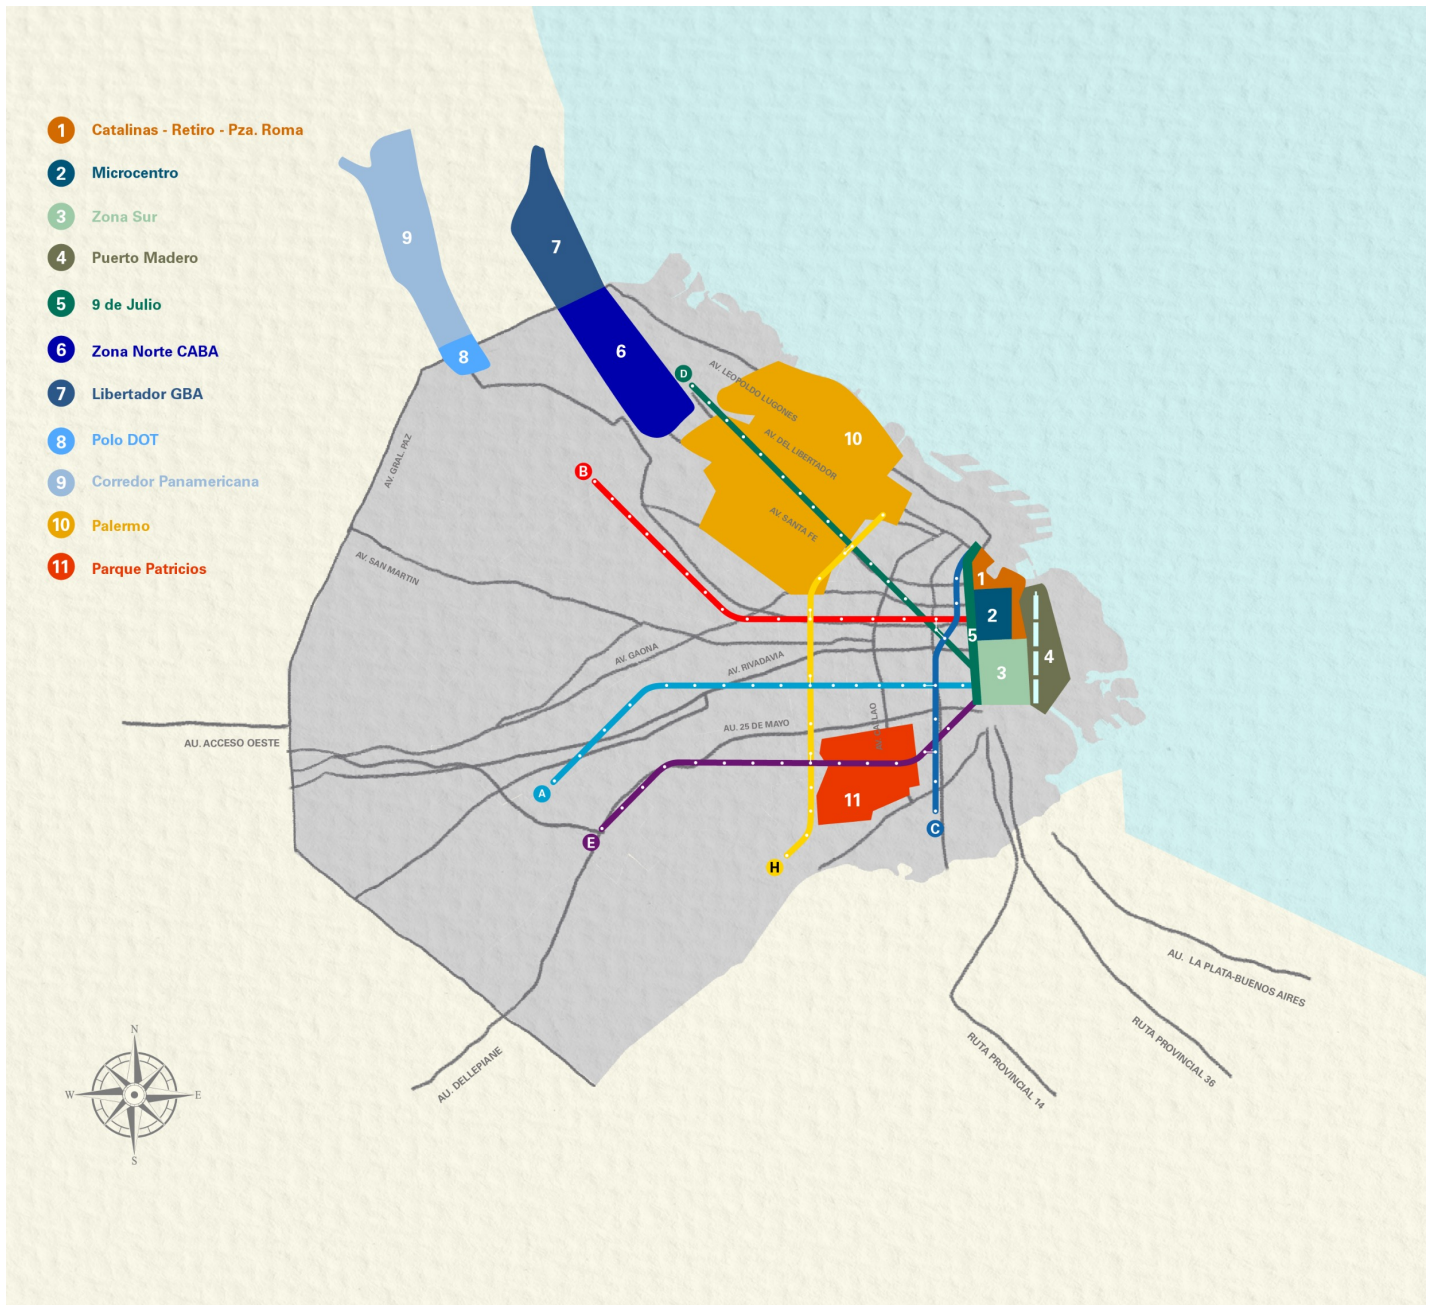 1 Catalinas - Retiro - Pza. Roma
2 Microcentro
3 Zona Sur
4 Puerto Madero
5 9 de Julio
6 Zona Norte CABA
7 Libertador GBA
8 Polo DOT
9 Corredor Panamericana
10 Palermo
11 Parque Patricios
9
7
6
8
D
AV. LEOPOLDO LUGONES
10
AV. DEL LIBERTADOR
AV. GRAL. PAZ
B
AV. SANTA FE
AV. SAN MARTIN
1
2
5
AV. GAONA
AV. RIVADAVIA
3
4
AU. ACCESO OESTE
AU. 25 DE MAYO
AV. CALLAO
A
11
E
C
H
AU. LA PLATA-BUENOS AIRES
RUTA PROVINCIAL 36
RUTA PROVINCIAL 14
AU. DELLEPIANE
N
W
E
S